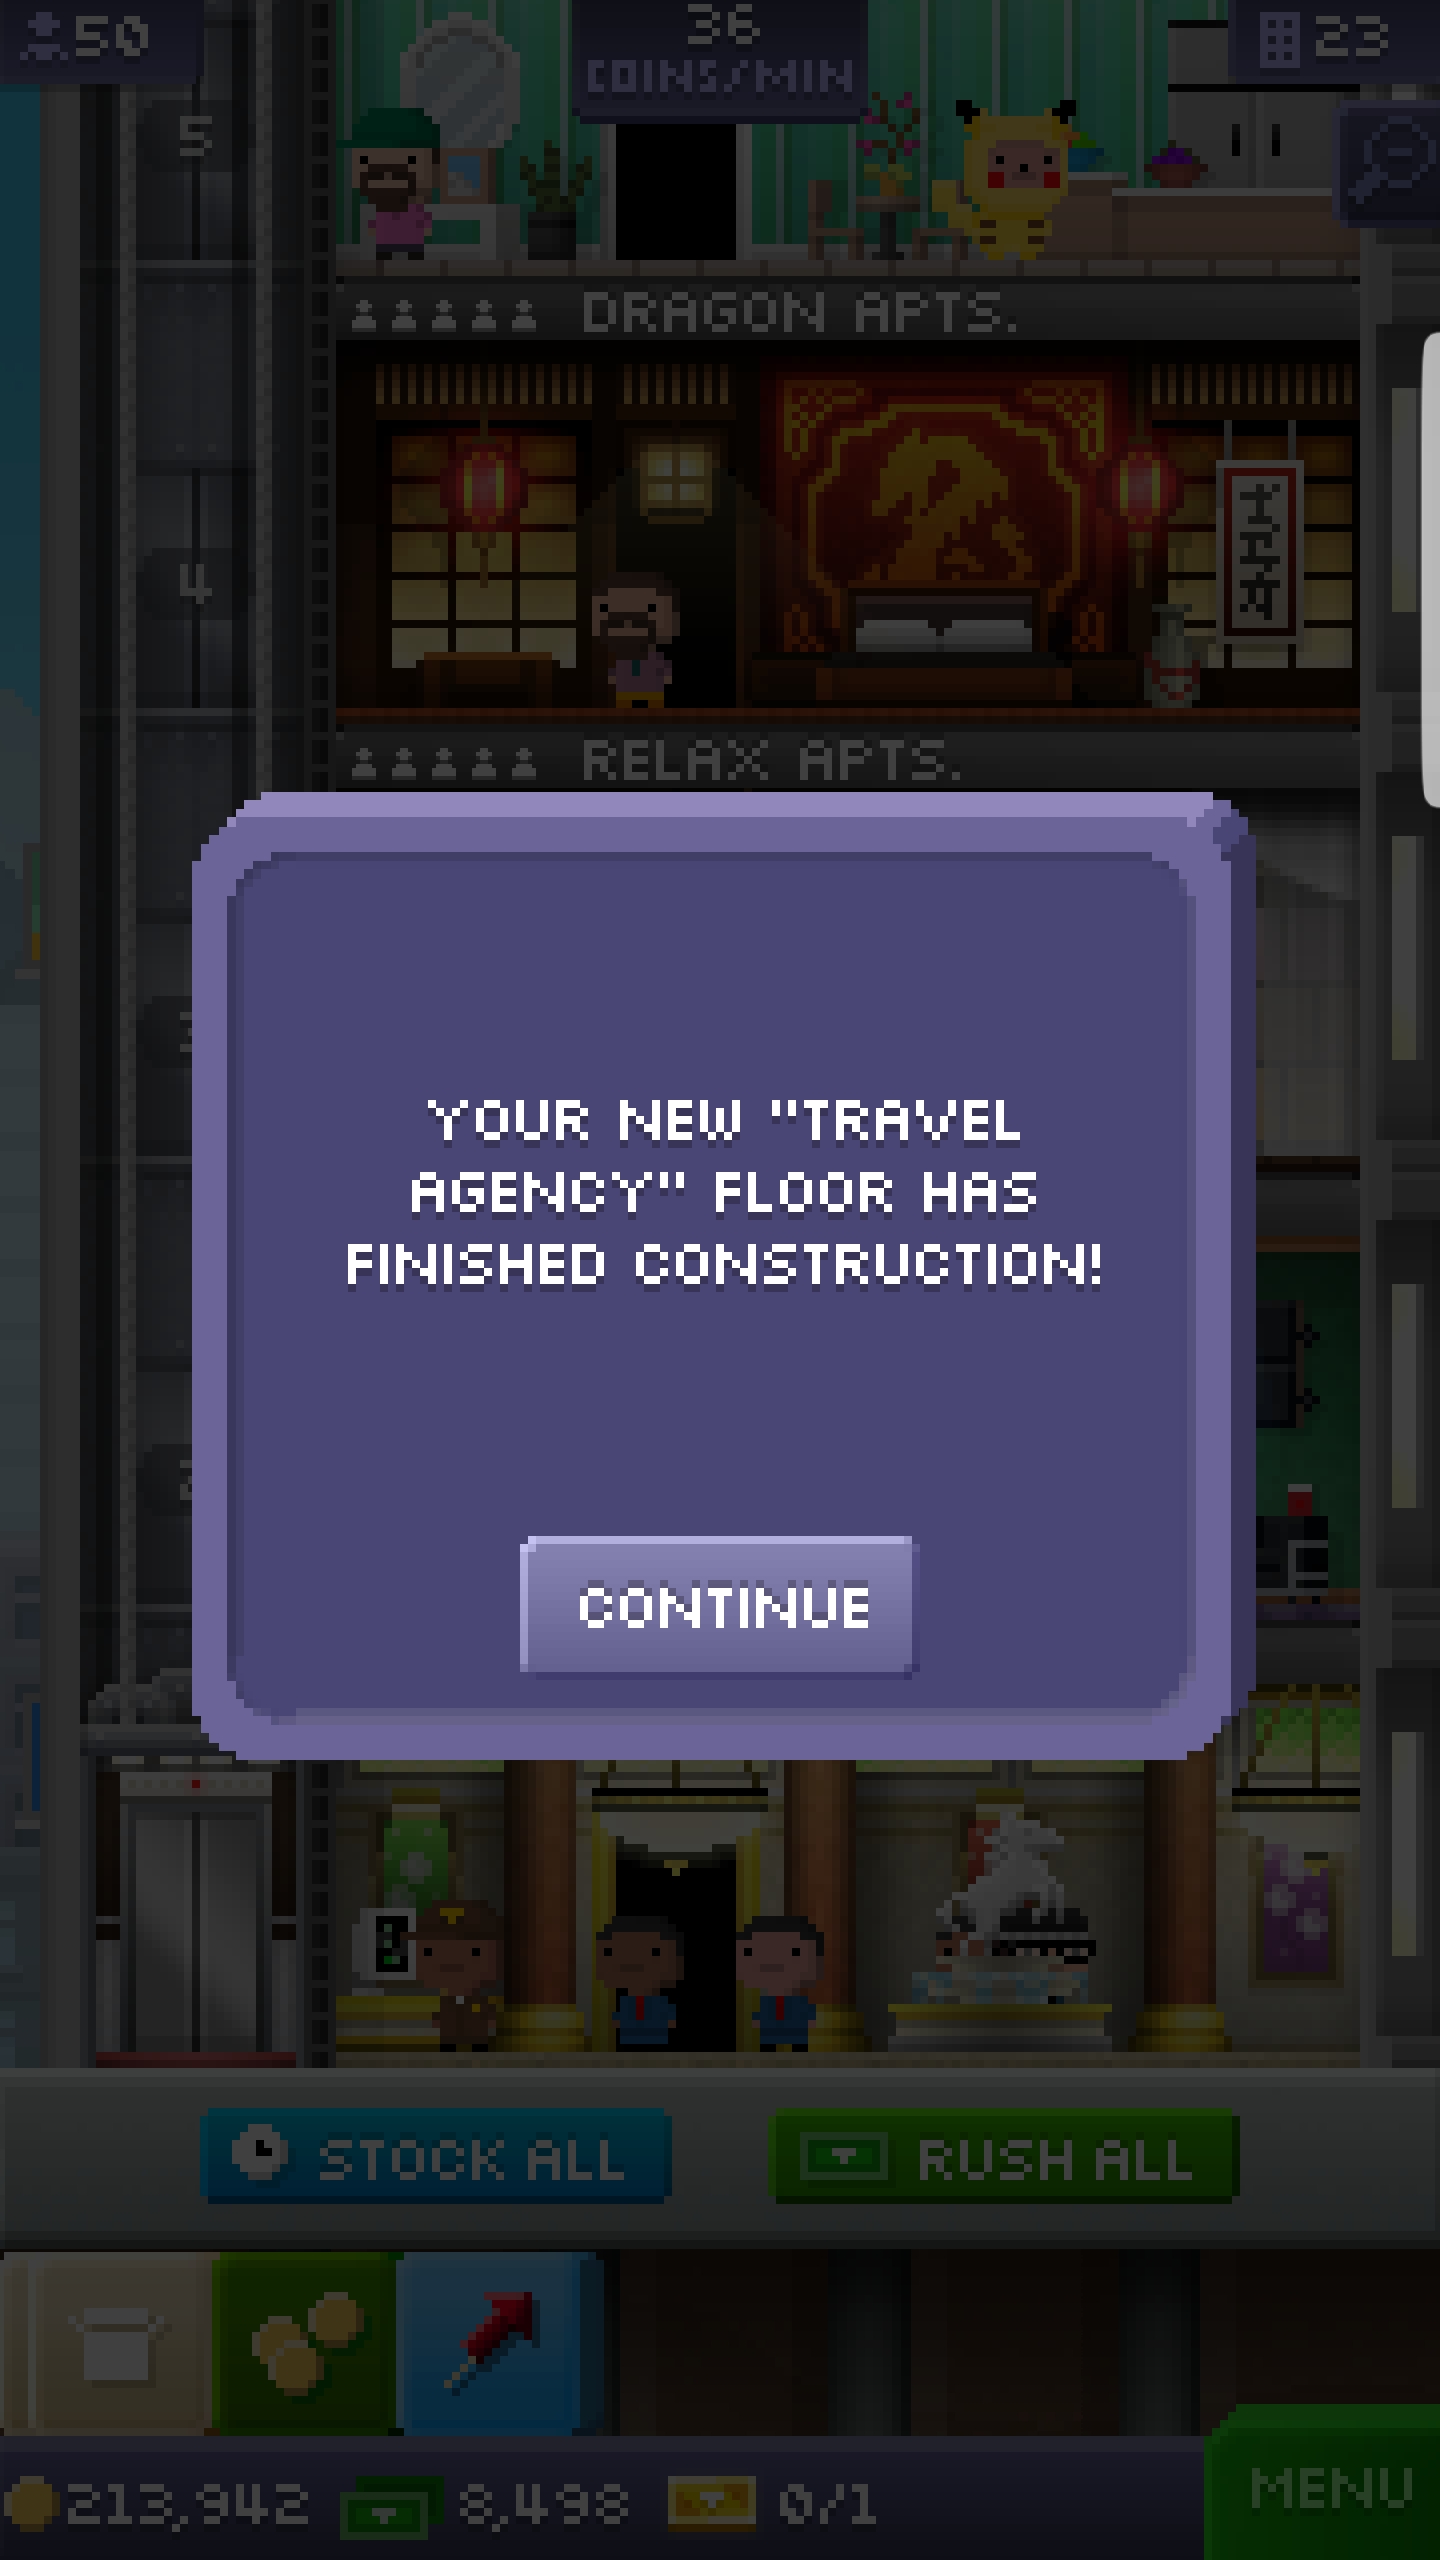 50
36
COINS/MIN
23
5
DRAGON APTS.
4
RELAX APTS.
YOUR NEW "TRAVEL
AGENCY" FLOOR HAS
FINISHED CONSTRUCTION!
CONTINUE
STOCK ALL
RUSH ALL
213,942
8,498
0/1
MENU